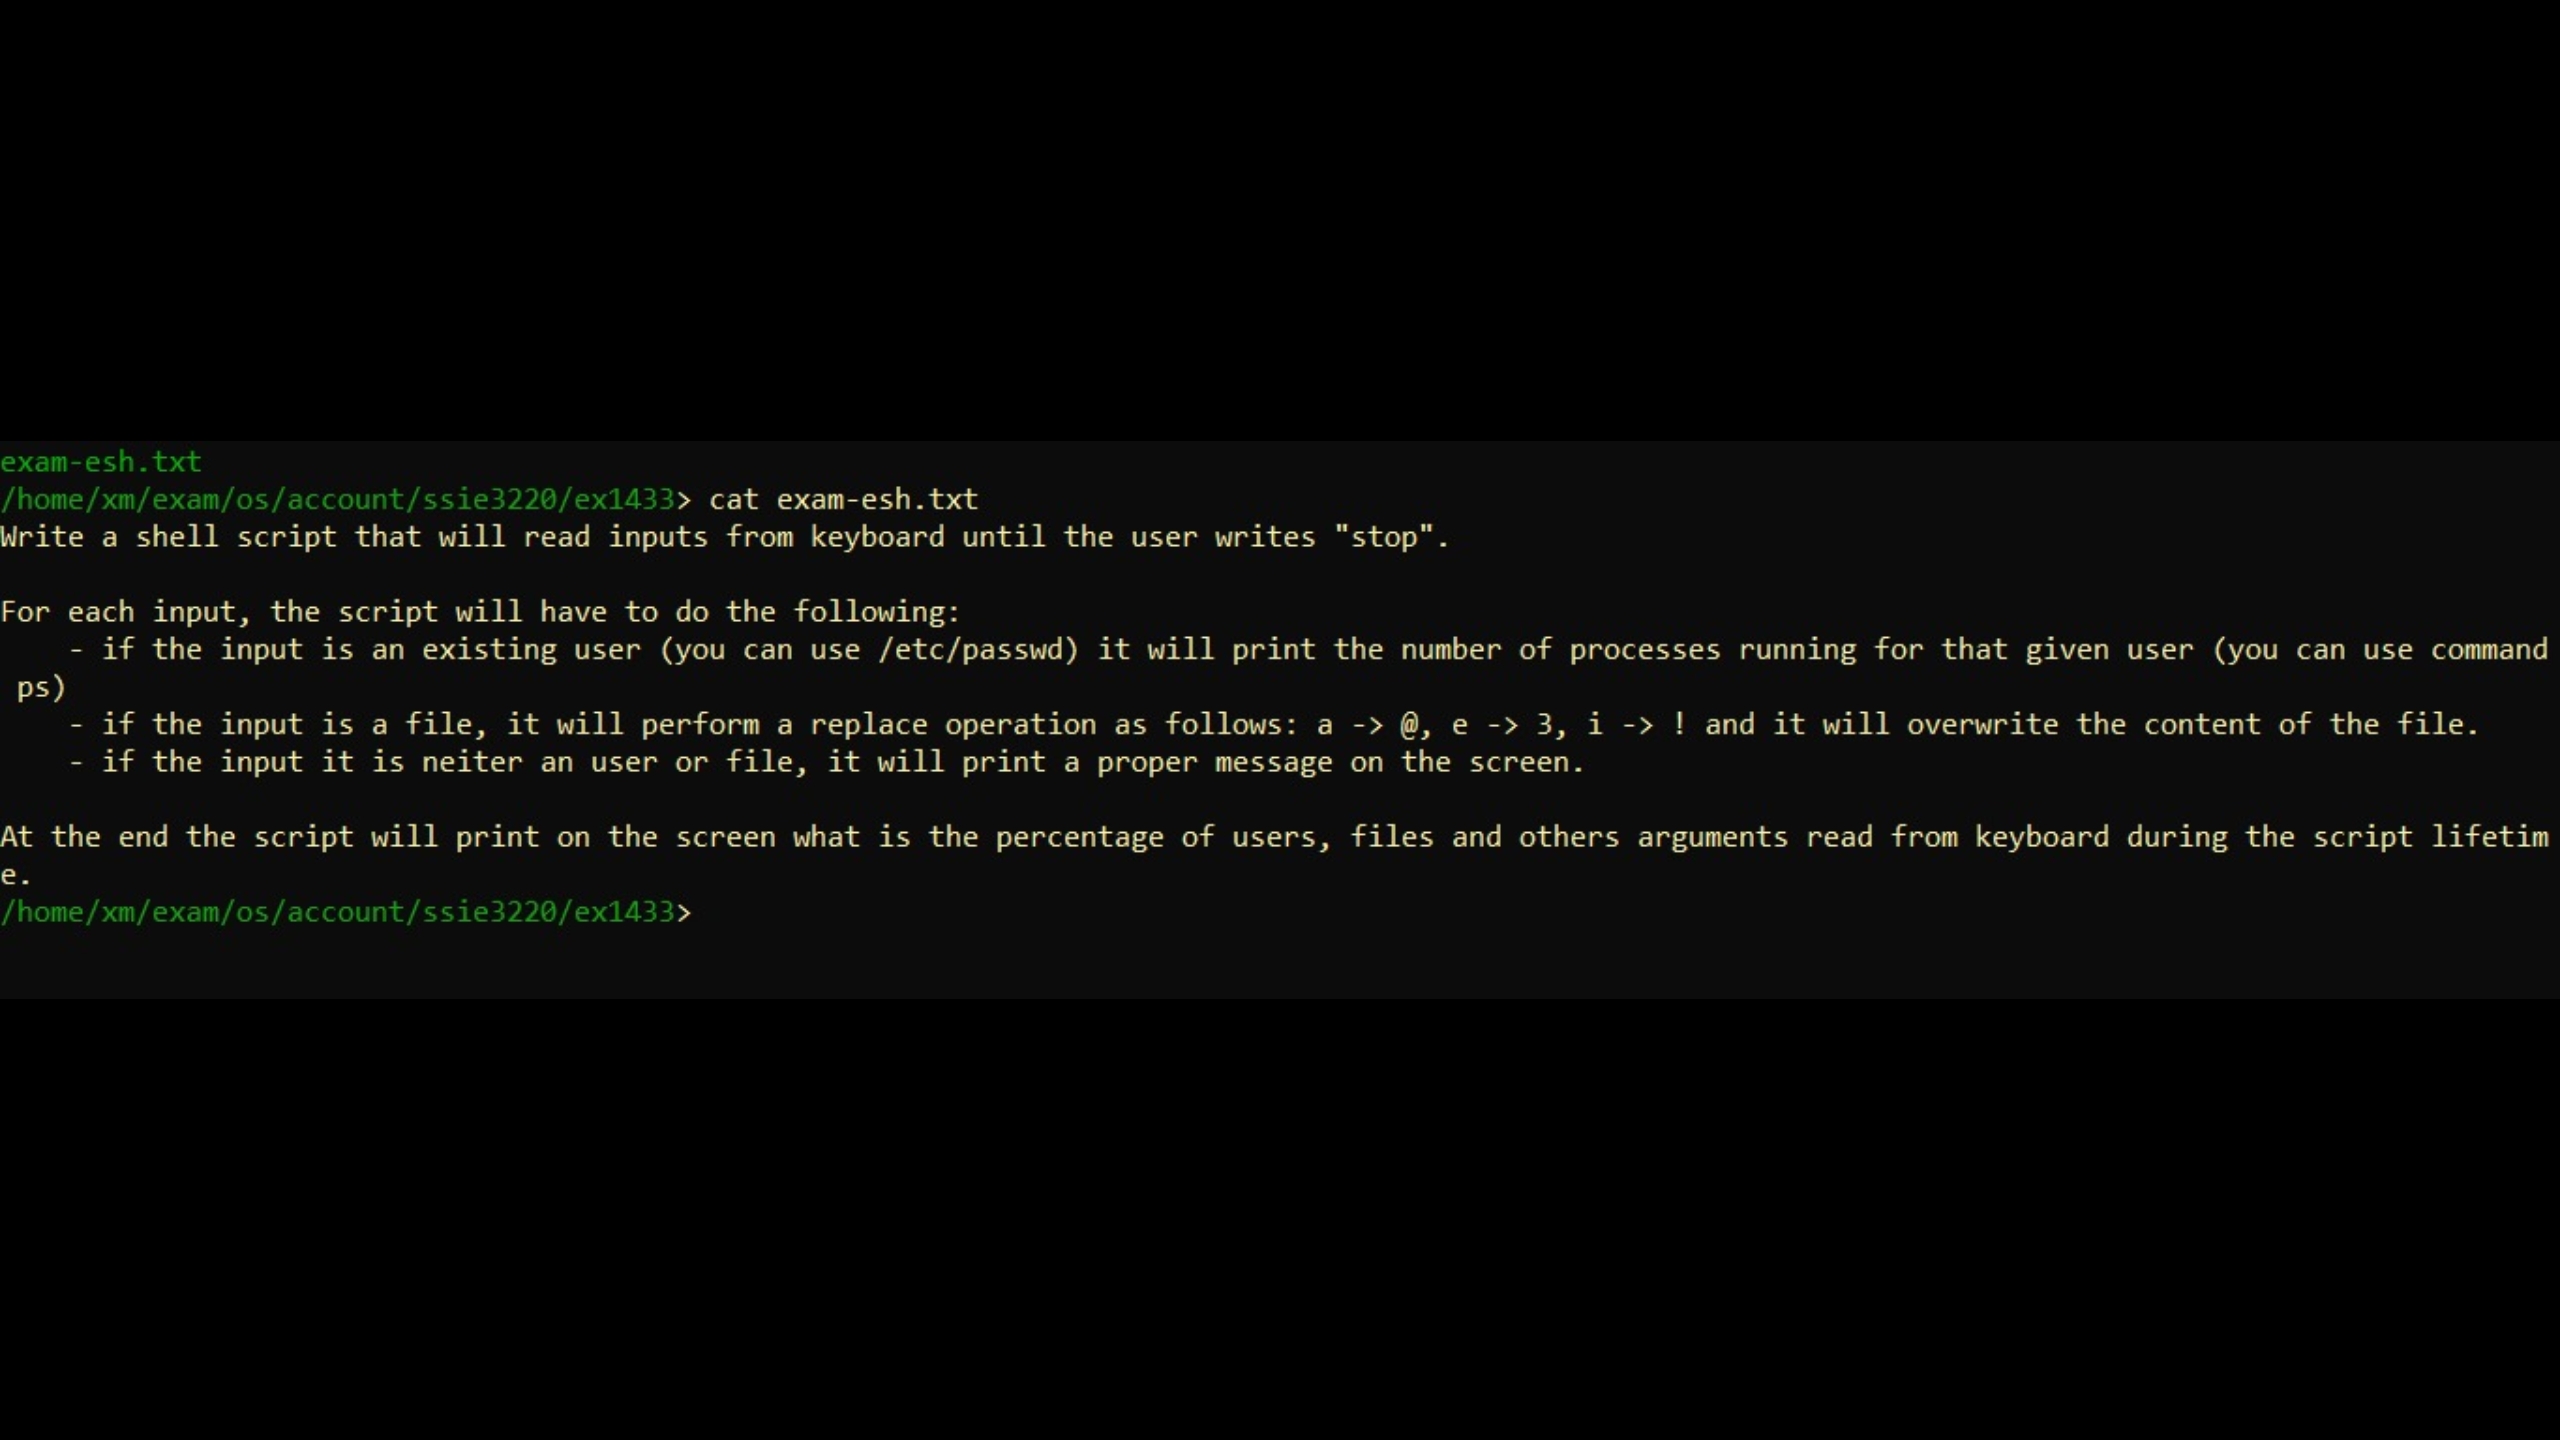 exam-esh.txt
/home/xm/exam/os/account/ssie3220/ex1433> cat exam-esh.txt
Write a shell script that will read inputs from keyboard until the user writes "stop".
For each input, the script will have to do the following:
- if the input is an existing user (you can use /etc/passwd) it will print the number of processes running for that given user (you can use command
ps)
- if the input is a file, it will perform a replace operation as follows: a -> @, e -> 3, i -> ! and it will overwrite the content of the file.
- if the input it is neiter an user or file, it will print a proper message on the screen.
At the end the script will print on the screen what is the percentage of users, files and others arguments read from keyboard during the script lifetim
e.
/home/xm/exam/os/account/ssie3220/ex1433>